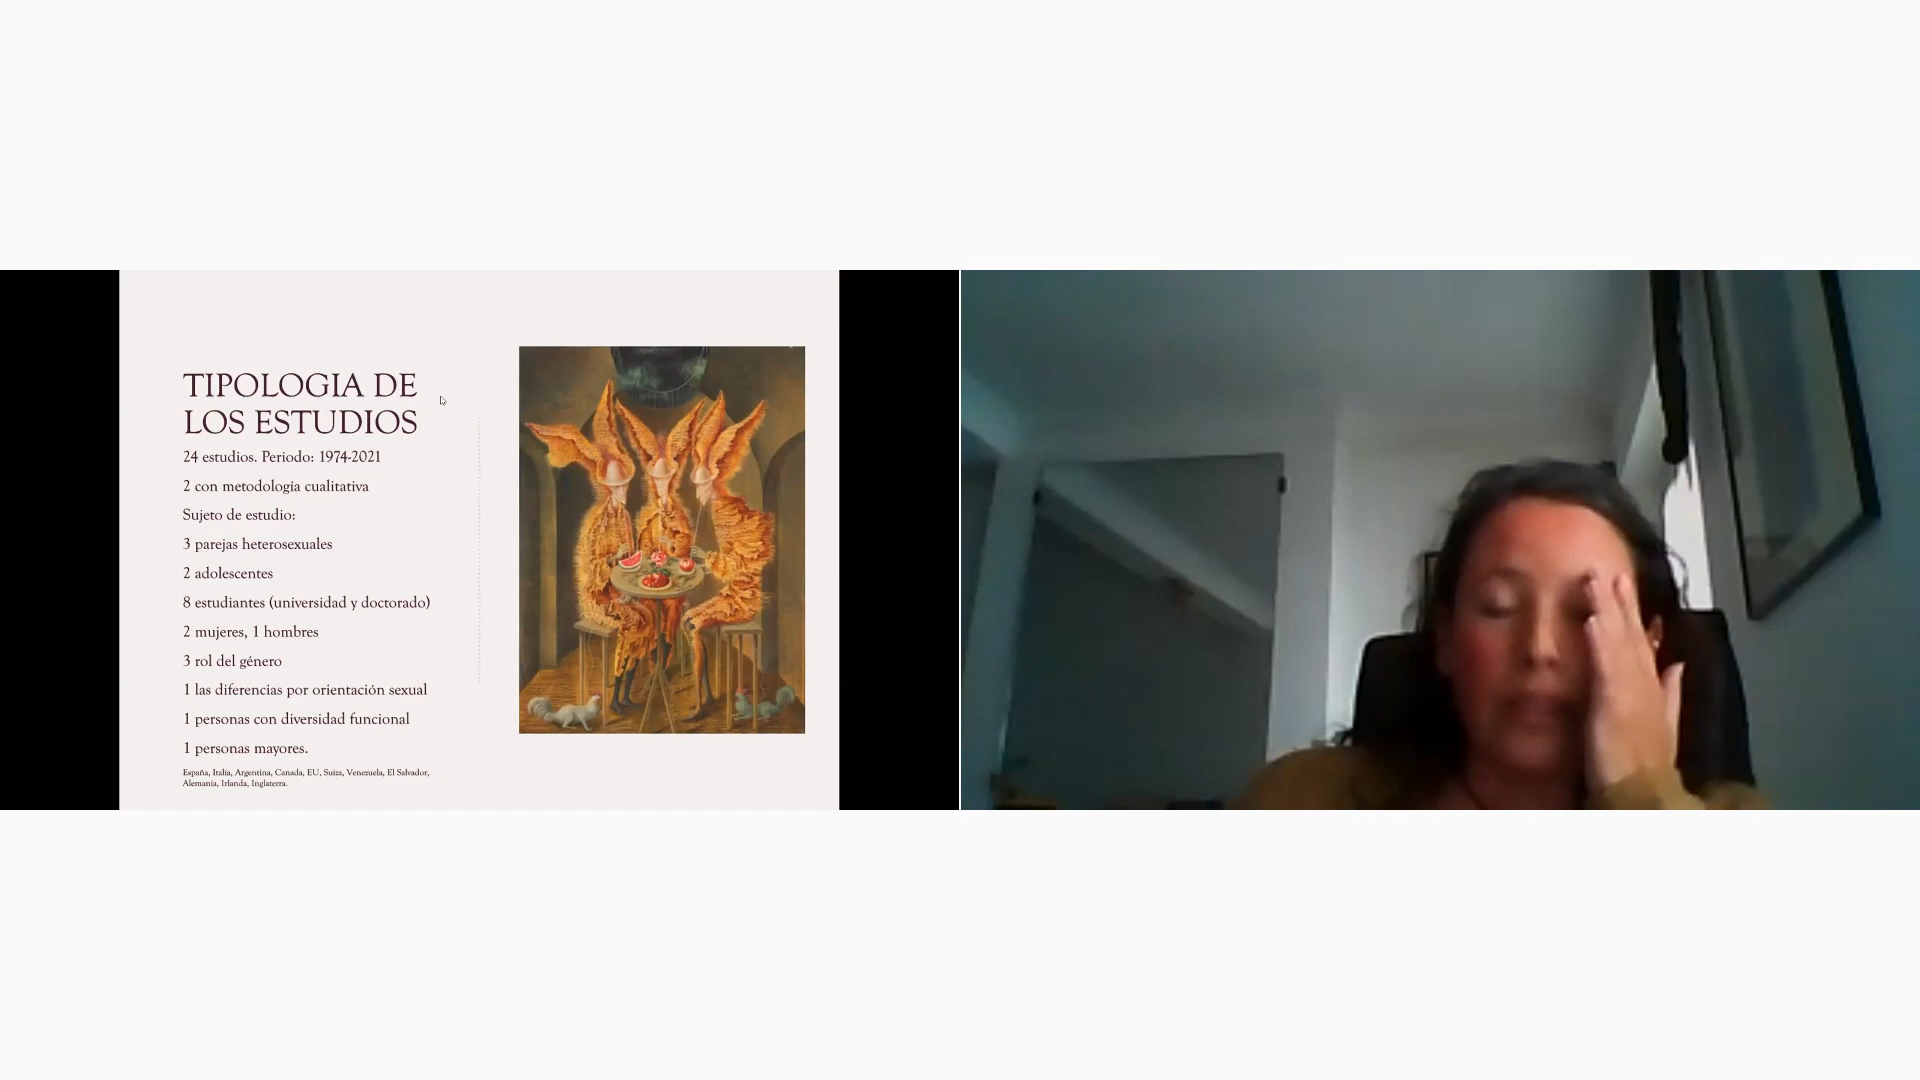 TIPOLOGIA DE
LOS ESTUDIOS
24 estudios. Periodo: 1974-2021
2 con metodología cualitativa
Sujeto de estudio:
3 parejas heterosexuales
2 adolescentes
8 estudiantes (universidad y doctorado)
2 mujeres, 1 hombres
3 rol del género
1 las diferencias por orientación sexual
1 personas con diversidad funcional
1 personas mayores.
España, Italia, Argentina, Canada, EU, Suiza, Venezuela, El Salvador,
Alemania, Irlanda, Inglaterra.